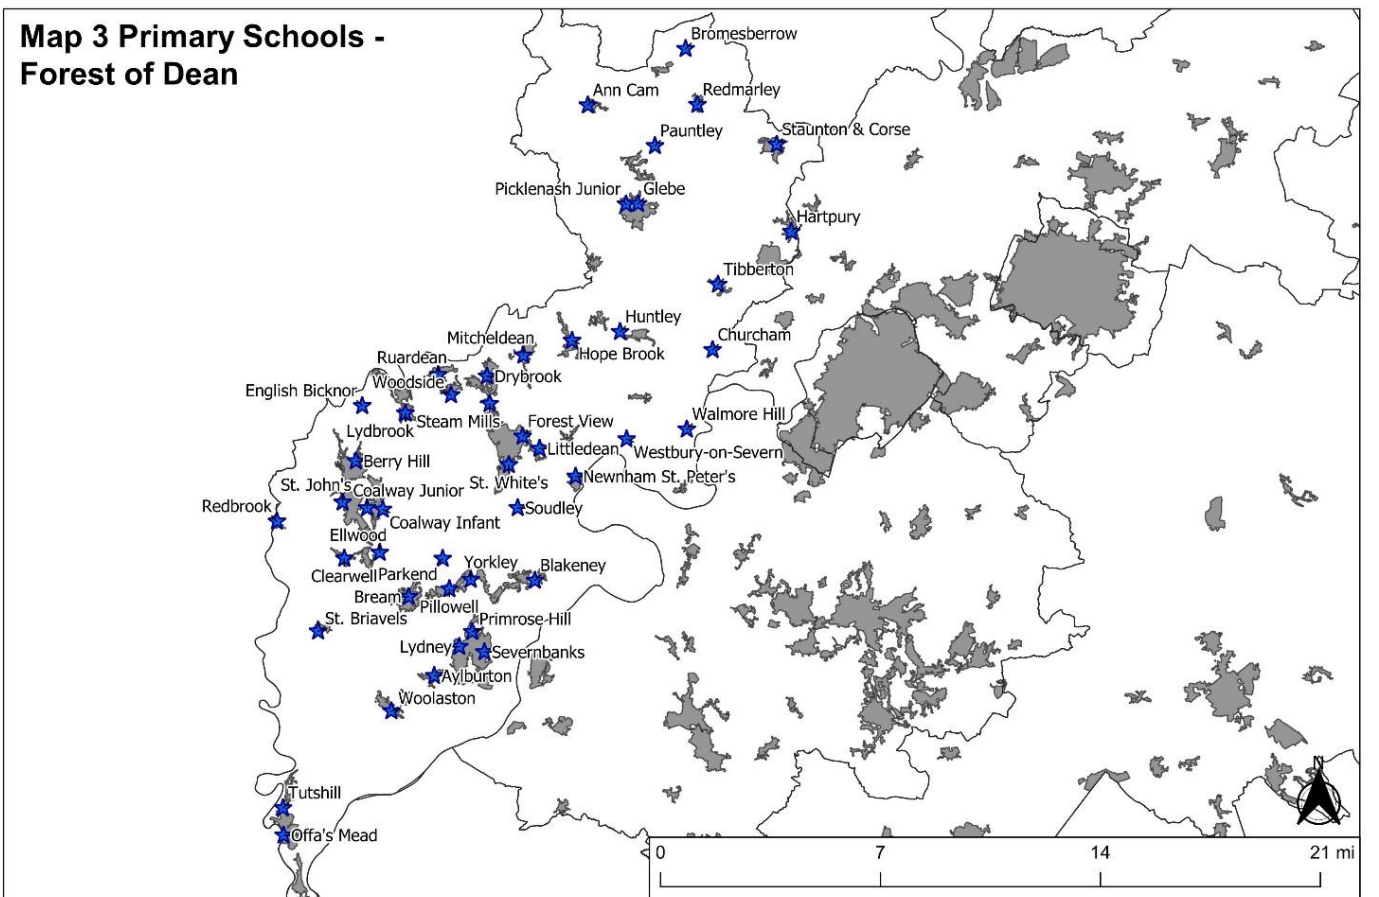 Map 3 Primary Schools -
Forest of Dean
Bromesberrow
Ann Cam
Redmarley
Pauntley
Staunton & Corse
Picklenash Junior
Glebe
Hartpury
Tibberton
Huntley
Churcham
Mitcheldean
Hope Brook
Ruardean
Woodside
Drybrook
English Bicknor
Lydbrook
Steam Mills
Forest View
Walmore Hill
Littledean
Westbury-on-Severn
Berry Hill
St. White's
Newnham St. Peter's
St. John's
Coalway Junior
Redbrook
Soudley
Coalway Infant
Ellwood
Clearwell
Parkend
Yorkley
Blakeney
Bream
Pillowell
St. Briavels
Primrose Hill
Lydney
Severnbanks
Aylburton
Woolaston
Tutshill
Offa's Mead
N
0
7
14
21 mi